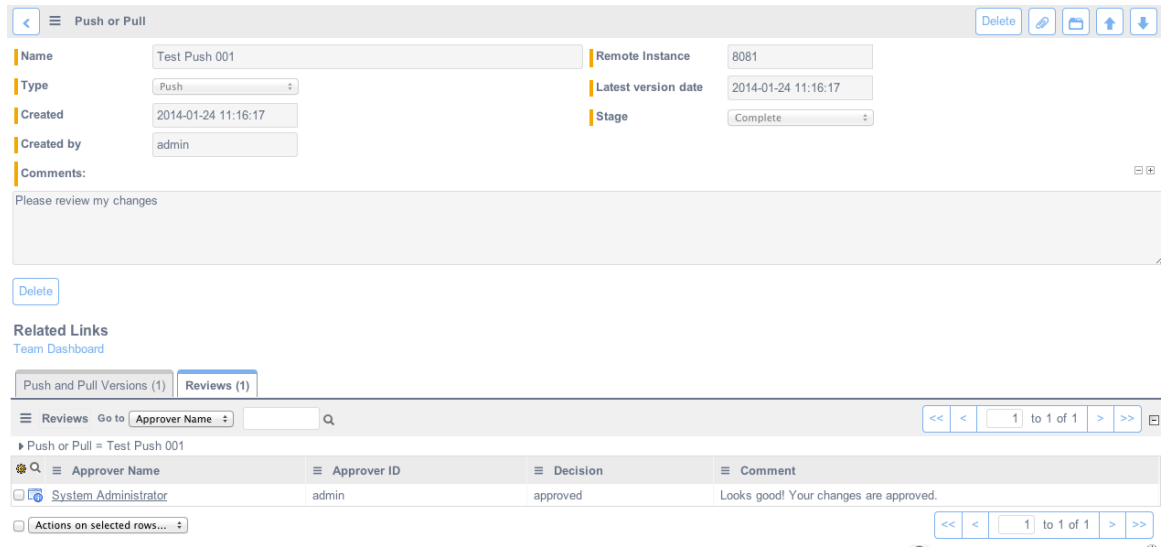 Push or Pull Delete
Name Test Push 001 Remote Instance 8081
Type Push Latest version date 2014-01-24 11:16:17
Created 2014-01-24 11:16:17 Stage Complete
Created by admin
Comments:
Please review my changes
Delete
Related Links
Team Dashboard
Push and Pull Versions (1) Reviews (1)
Reviews Go to Approver Name << < 1 to 1 of 1 > >>
Push or Pull = Test Push 001
Approver Name Approver ID Decision Comment
System Administrator admin approved Looks good! Your changes are approved.
Actions on selected rows... << < 1 to 1 of 1 > >>